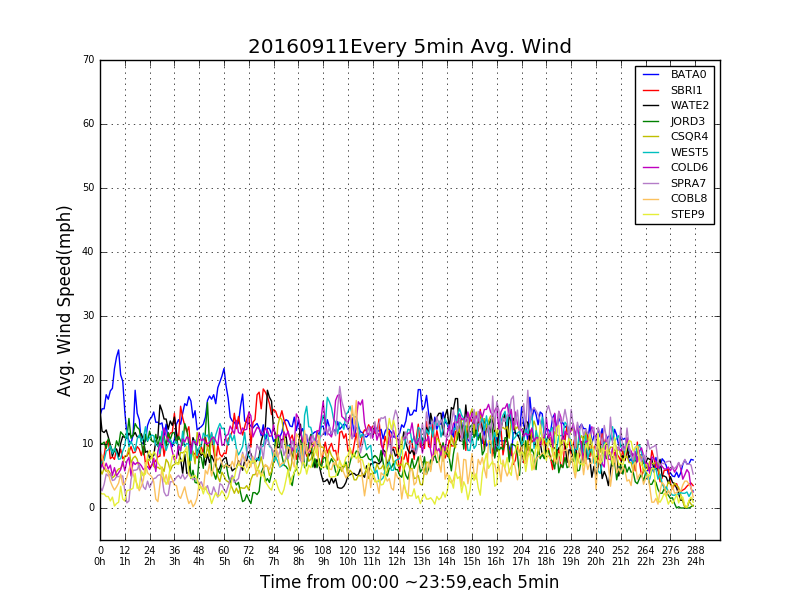 20160911Every 5min Avg. Wind
Avg. Wind Speed(mph)
70
60
50
40
30
20
10
0
BATA0
SBRI1
WATE2
JORD3
CSQR4
WEST5
COLD6
SPRA7
COBL8
STEP9
0 12 24 36 48 60 72 84 96 108 120 132 144 156 168 180 192 204 216 228 240 252 264 276 288
0h 1h 2h 3h 4h 5h 6h 7h 8h 9h 10h 11h 12h 13h 14h 15h 16h 17h 18h 19h 20h 21h 22h 23h 24h
Time from 00:00 ~23:59,each 5min